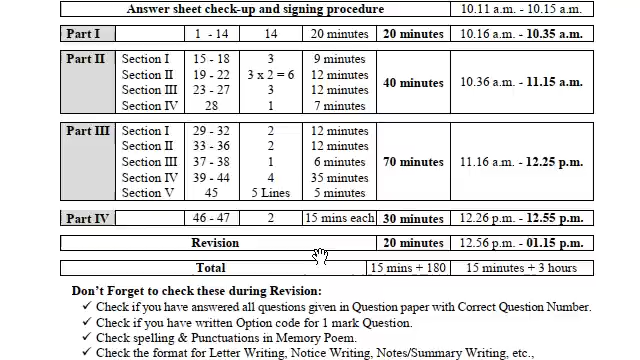 Answer sheet check-up and signing procedure 10.11 a.m. - 10.15 a.m.
Part I 1 - 14 14 20 minutes 20 minutes 10.16 a.m. - 10.35 a.m.
Part II Section I 15 - 18 3 9 minutes
Section II 19 - 22 3 x 2 = 6 12 minutes
40 minutes 10.36 a.m. - 11.15 a.m.
Section III 23 - 27 3 12 minutes
Section IV 28 1 7 minutes
Part III Section I 29 - 32 2 12 minutes
Section II 33 - 36 2 12 minutes
Section III 37 - 38 1 6 minutes 70 minutes 11.16 a.m. - 12.25 p.m.
Section IV 39 - 44 4 35 minutes
Section V 45 5 Lines 5 minutes
Part IV 46 - 47 2 15 mins each 30 minutes 12.26 p.m. - 12.55 p.m.
Revision 20 minutes 12.56 p.m. - 01.15 p.m.
Total 15 mins + 180 15 minutes + 3 hours
Don't Forget to check these during Revision:
✓ Check if you have answered all questions given in Question paper with Correct Question Number.
✓ Check if you have written Option code for 1 mark Question.
✓ Check spelling & Punctuations in Memory Poem.
✓ Check the format for Letter Writing, Notice Writing, Notes/Summary Writing, etc.,